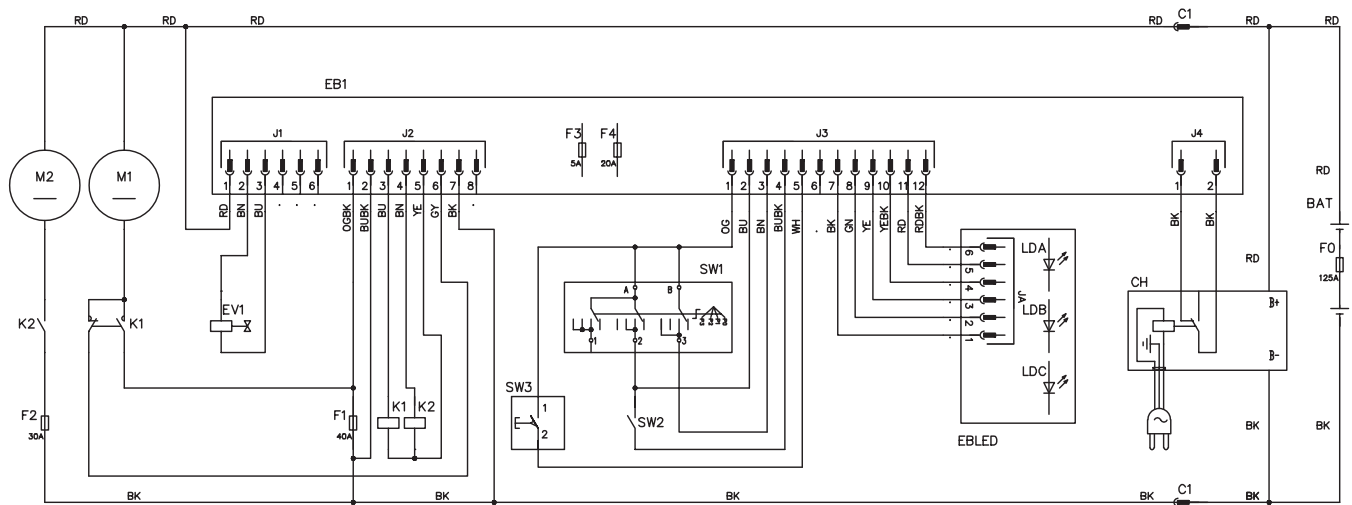 C1
RD RD RD RD RD RD
EB1
J1 J2 F3 F4 J3 J4
5A 20A
M2 M1
1 2 3 4 5 6
1 2 3 4 5 6 7 8
1 2 3 4 5 6 7 8 9 10 11 12
1 2
RD BN BU . . .
OGBK BUBK BU BN YE GY BK .
OG BU BN BUBK WH . BK GN YE YEBK RD RDBK
BK BK
RD
BAT
F0
125A
RD
SW1
A B
1 2 3
6 5 4 3 2 1
JA
LDA
LDB
LDC
EBLED
CH
B+
B-
K2 K1
EV1
SW3
1
2
SW2
F2
30A
F1
40A
K1 K2
BK BK
BK BK BK BK C1 BK